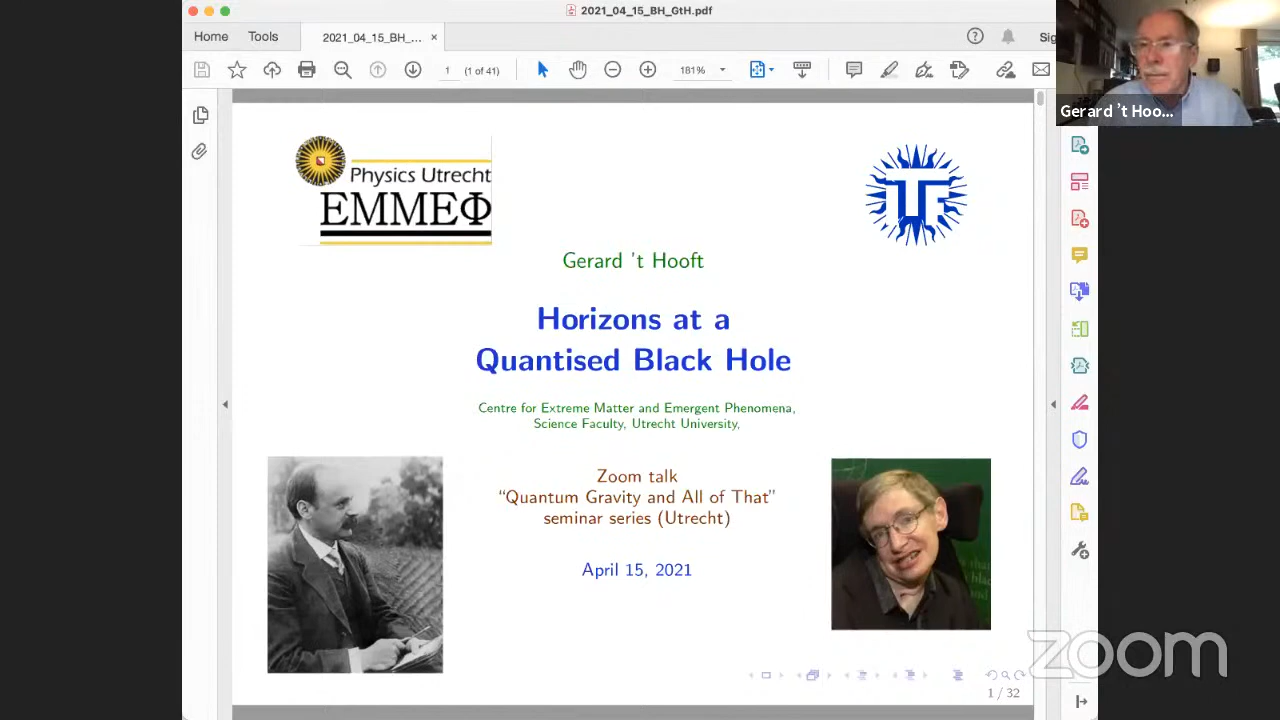 2021_04_15_BH_GtH.pdf
Home
Tools
2021_04_15_BH_... ×
Sig
1
(1 of 41)
181%
Gerard ’t Hoo...
Physics Utrecht
EMMEΦ
Gerard ’t Hooft
Horizons at a
Quantised Black Hole
Centre for Extreme Matter and Emergent Phenomena,
Science Faculty, Utrecht University,
Zoom talk
“Quantum Gravity and All of That”
seminar series (Utrecht)
April 15, 2021
zoom
1 / 32